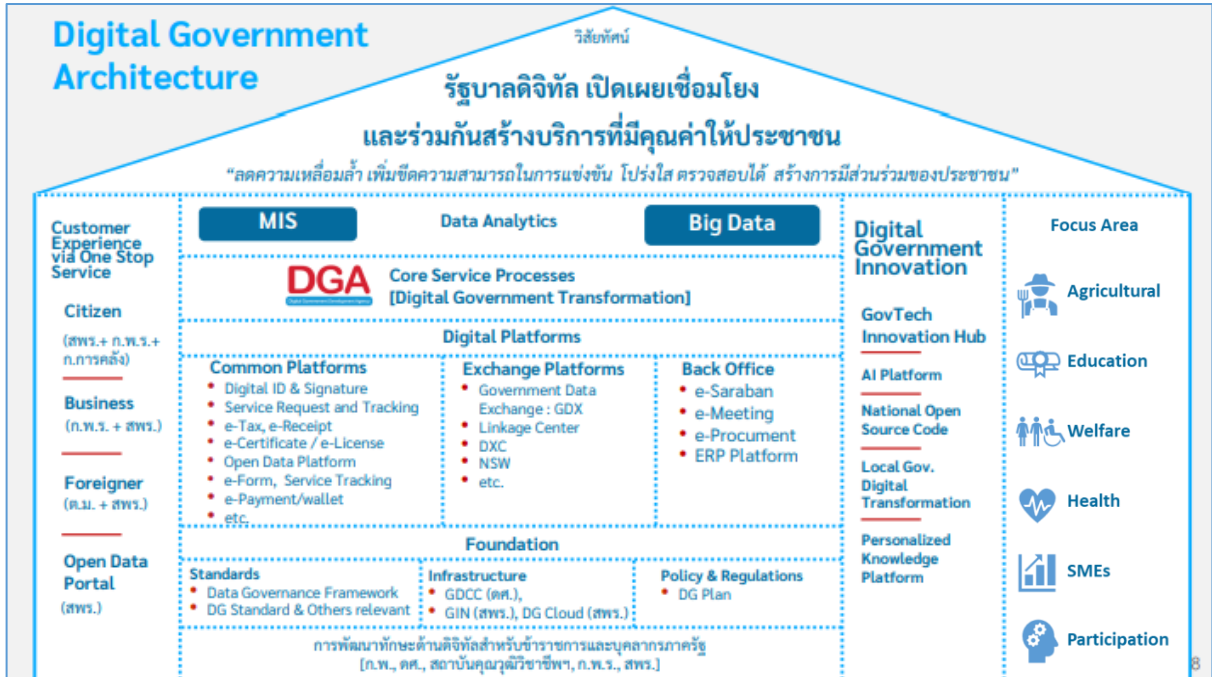 Digital Government
Architecture
วิสัยทัศน์
รัฐบาลดิจิทัล เปิดเผยเชื่อมโยง
และร่วมกันสร้างบริการที่มีคุณค่าให้ประชาชน
“ลดความเหลื่อมล้ำ เพิ่มขีดความสามารถในการแข่งขัน โปร่งใส ตรวจสอบได้ สร้างการมีส่วนร่วมของประชาชน”
Customer
Experience
via One Stop
Service
Citizen
(สพร.+ ก.พ.ร.+
ก.การคลัง)
Business
(ก.พ.ร. + สพร.)
Foreigner
(ต.ม. + สพร.)
Open Data
Portal
(สพร.)
MIS
Data Analytics
Big Data
DGA
Digital Government Development Agency
Core Service Processes
[Digital Government Transformation]
Digital Platforms
Common Platforms
• Digital ID & Signature
• Service Request and Tracking
• e-Tax, e-Receipt
• e-Certificate / e-License
• Open Data Platform
• e-Form, Service Tracking
• e-Payment/wallet
• etc.
Exchange Platforms
• Government Data
Exchange : GDX
• Linkage Center
• DXC
• NSW
• etc.
Back Office
• e-Saraban
• e-Meeting
• e-Procument
• ERP Platform
Foundation
Standards
• Data Governance Framework
• DG Standard & Others relevant
Infrastructure
• GDCC (ดศ.),
• GIN (สพร.), DG Cloud (สพร.)
Policy & Regulations
• DG Plan
การพัฒนาทักษะด้านดิจิทัลสำหรับข้าราชการและบุคลากรภาครัฐ
[ก.พ., ดศ., สถาบันคุณวุฒิวิชาชีพฯ, ก.พ.ร., สพร.]
Digital
Government
Innovation
GovTech
Innovation Hub
AI Platform
National Open
Source Code
Local Gov.
Digital
Transformation
Personalized
Knowledge
Platform
Focus Area
Agricultural
Education
Welfare
Health
SMEs
Participation
8